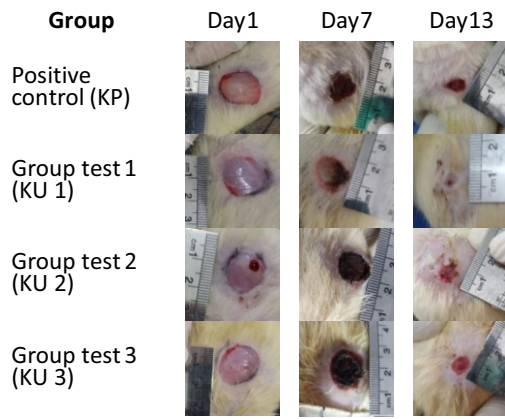 Group Day1 Day7 Day13
Positive
control (KP)
Group test 1
(KU 1)
Group test 2
(KU 2)
Group test 3
(KU 3)